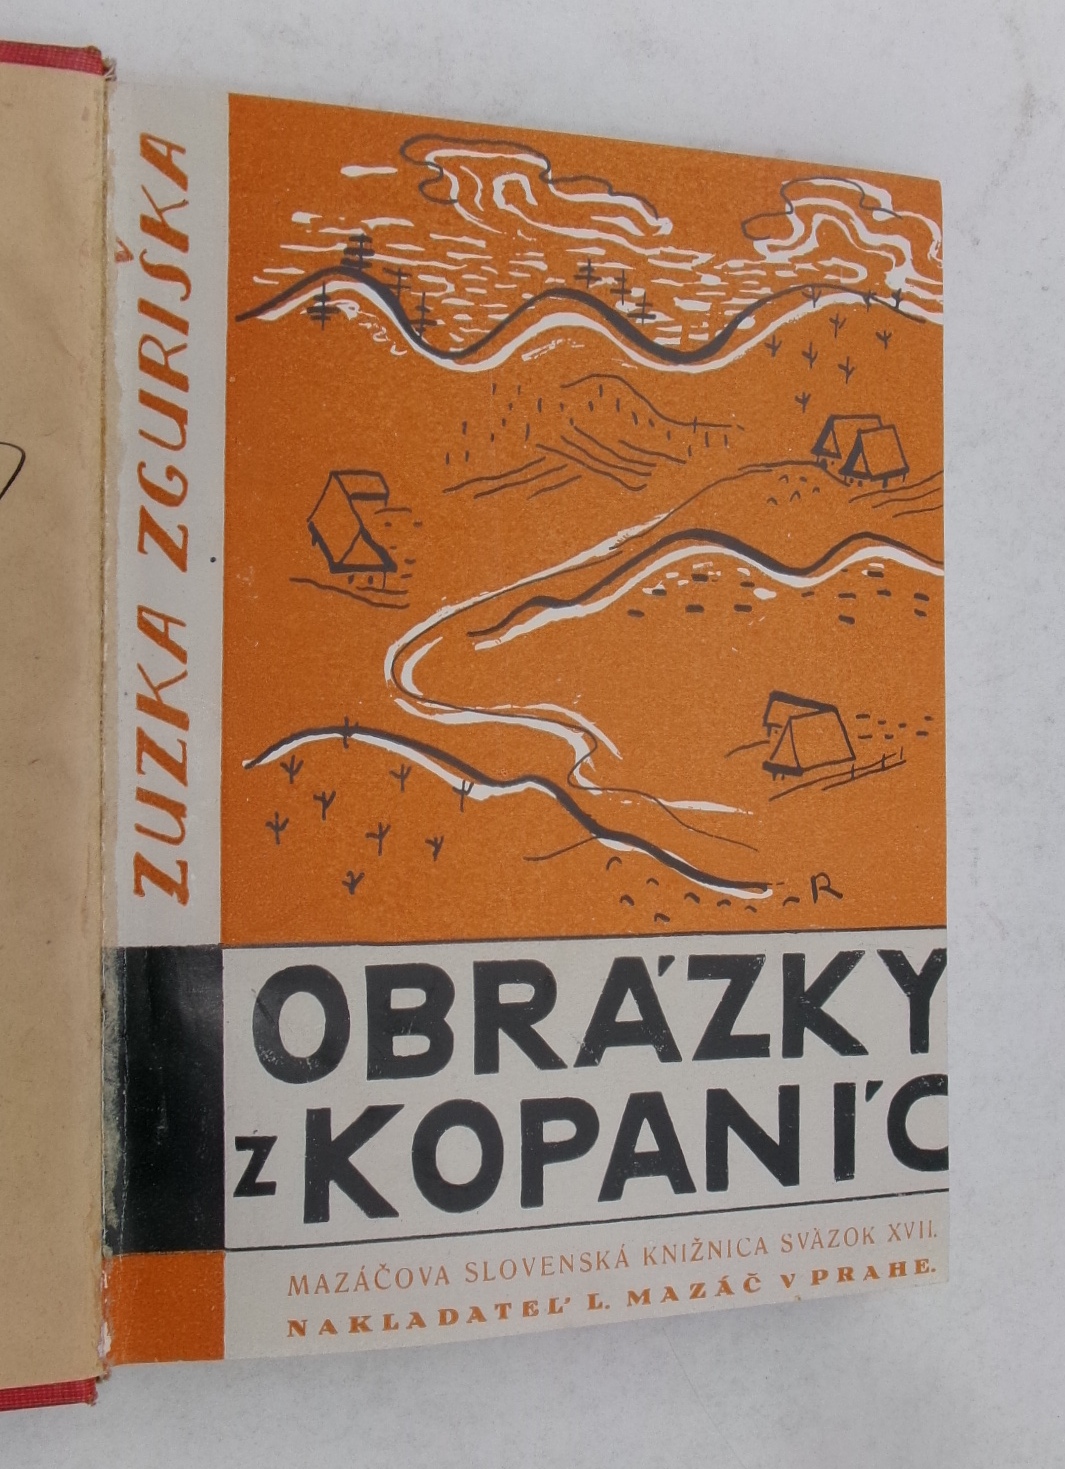 ZUZKA ZGURIŠKA
R
OBRÁZKY
z KOPANÍC
MAZÁČOVA SLOVENSKÁ KNIŽNICA SVÄZOK XVII.
NAKLADATEĽ L. MAZÁČ V PRAHE.